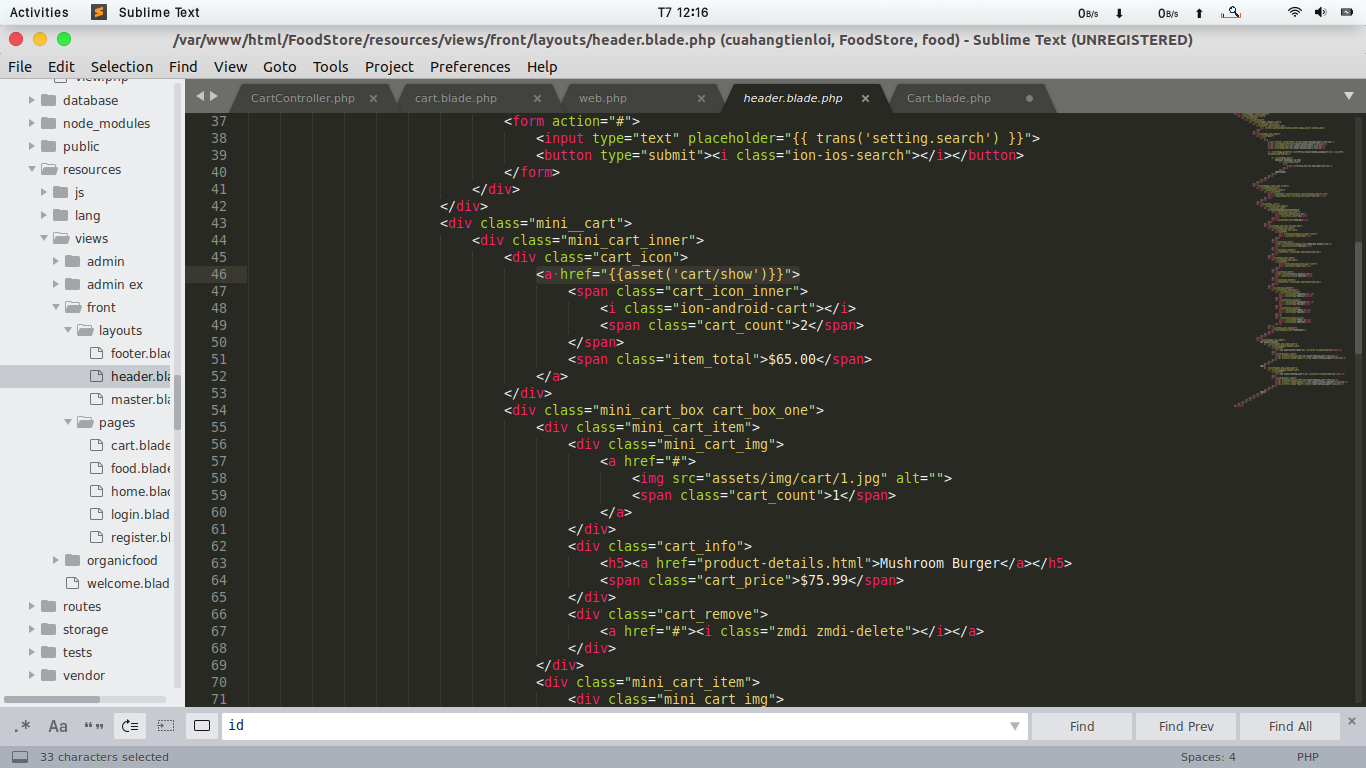 Activities Sublime Text T7 12:16 0B/s 0B/s
/var/www/html/FoodStore/resources/views/front/layouts/header.blade.php (cuahangtienloi, FoodStore, food) - Sublime Text (UNREGISTERED)
File Edit Selection Find View Goto Tools Project Preferences Help
view.php
database
node_modules
public
resources
js
lang
views
admin
admin ex
front
layouts
footer.blad
header.bla
master.bla
pages
cart.blade
food.blade
home.blad
login.blad
register.bl
organicfood
welcome.blad
routes
storage
tests
vendor
CartController.php × cart.blade.php × web.php × header.blade.php × Cart.blade.php
37 <form action="#">
38 <input type="text" placeholder="{{ trans('setting.search') }}">
39 <button type="submit"><i class="ion-ios-search"></i></button>
40 </form>
41 </div>
42 </div>
43 <div class="mini__cart">
44 <div class="mini_cart_inner">
45 <div class="cart_icon">
46 <a href="{{asset('cart/show')}}">
47 <span class="cart_icon_inner">
48 <i class="ion-android-cart"></i>
49 <span class="cart_count">2</span>
50 </span>
51 <span class="item_total">$65.00</span>
52 </a>
53 </div>
54 <div class="mini_cart_box cart_box_one">
55 <div class="mini_cart_item">
56 <div class="mini_cart_img">
57 <a href="#">
58 <img src="assets/img/cart/1.jpg" alt="">
59 <span class="cart_count">1</span>
60 </a>
61 </div>
62 <div class="cart_info">
63 <h5><a href="product-details.html">Mushroom Burger</a></h5>
64 <span class="cart_price">$75.99</span>
65 </div>
66 <div class="cart_remove">
67 <a href="#"><i class="zmdi zmdi-delete"></i></a>
68 </div>
69 </div>
70 <div class="mini_cart_item">
71 <div class="mini_cart_img">
.* Aa “” id Find Find Prev Find All ×
33 characters selected Spaces: 4 PHP